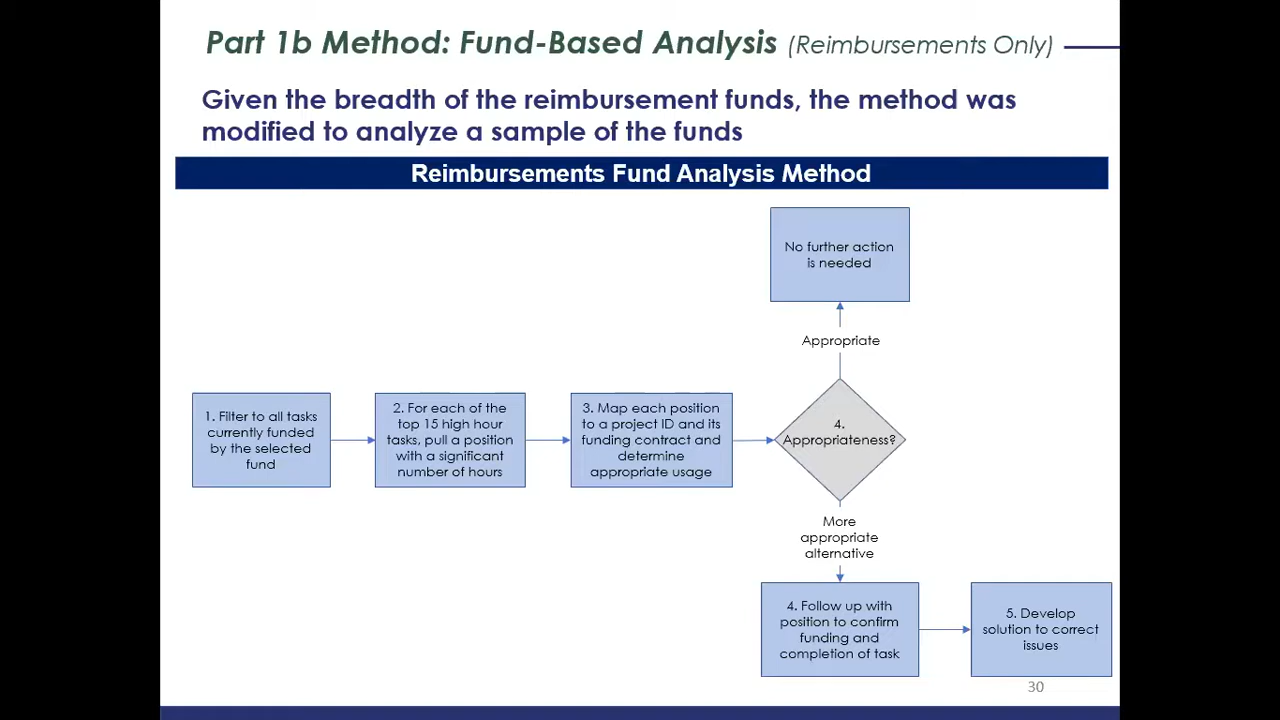 Part 1b Method: Fund-Based Analysis (Reimbursements Only)
Given the breadth of the reimbursement funds, the method was
modified to analyze a sample of the funds
Reimbursements Fund Analysis Method
No further action
is needed
Appropriate
1. Filter to all tasks
currently funded
by the selected
fund
2. For each of the
top 15 high hour
tasks, pull a position
with a significant
number of hours
3. Map each position
to a project ID and its
funding contract and
determine
appropriate usage
4.
Appropriateness?
More
appropriate
alternative
4. Follow up with
position to confirm
funding and
completion of task
5. Develop
solution to correct
issues
30